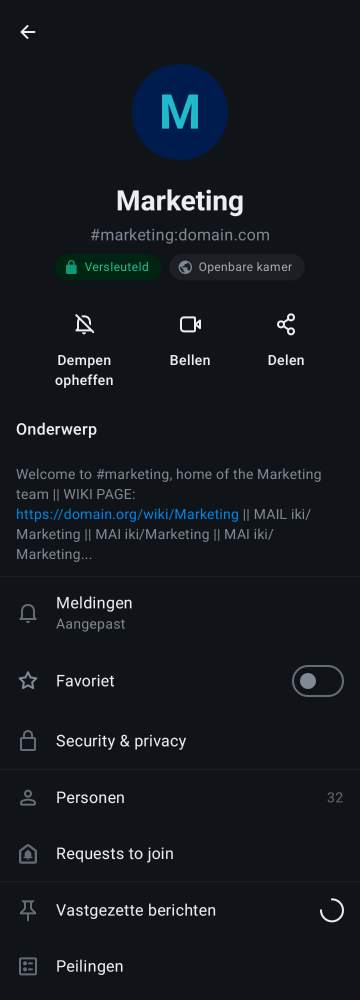 M
Marketing
#marketing:domain.com
Versleuteld
Openbare kamer
Dempen
opheffen
Bellen
Delen
Onderwerp
Welcome to #marketing, home of the Marketing
team || WIKI PAGE:
https://domain.org/wiki/Marketing || MAIL iki/
Marketing || MAI iki/Marketing || MAI iki/
Marketing...
Meldingen
Aangepast
Favoriet
Security & privacy
Personen
32
Requests to join
Vastgezette berichten
Peilingen